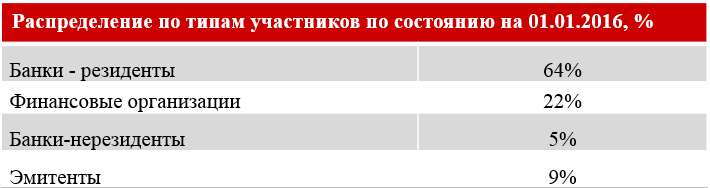 Распределение по типам участников по состоянию на 01.01.2016, %
Банки - резиденты 64%
Финансовые организации 22%
Банки-нерезиденты 5%
Эмитенты 9%